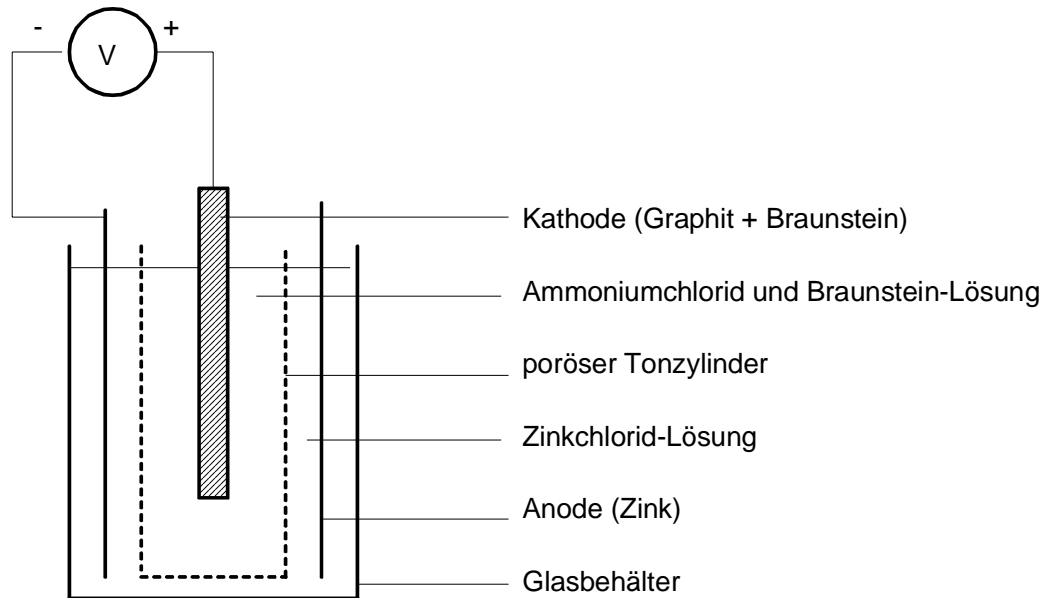 - +
V
Kathode (Graphit + Braunstein)
Ammoniumchlorid und Braunstein-Lösung
poröser Tonzylinder
Zinkchlorid-Lösung
Anode (Zink)
Glasbehälter